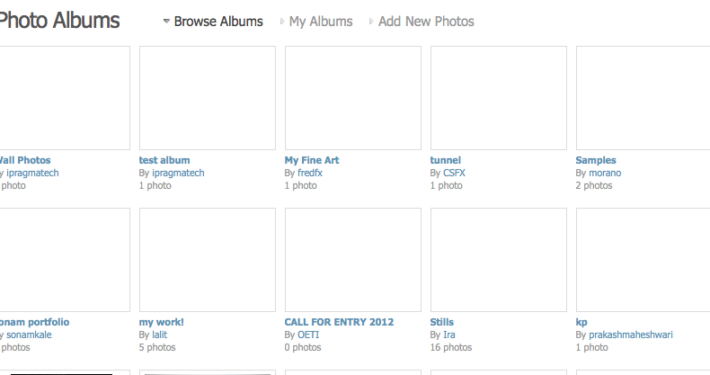 Photo Albums Browse Albums My Albums Add New Photos
Wall Photos test album My Fine Art tunnel Samples
By ipragmatech By ipragmatech By fredfx By CSFX By morano
photo 1 photo 1 photo 1 photo 2 photos
onam portfolio my work! CALL FOR ENTRY 2012 Stills kp
By sonamkale By lalit By OETI By Ira By prakashmaheshwari
photos 5 photos 0 photos 16 photos 1 photo